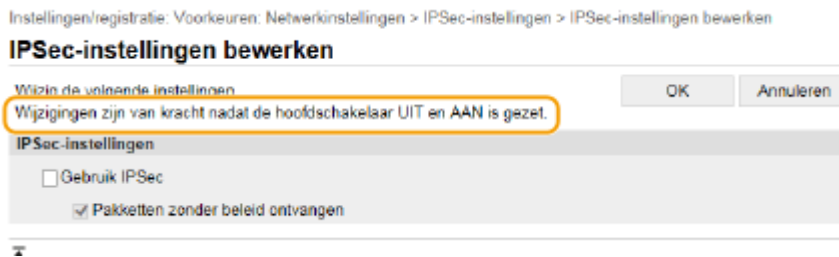 Instellingen/registratie: Voorkeuren: Netwerkinstellingen > IPSec-instellingen > IPSec-instellingen bewerken
IPSec-instellingen bewerken
Wijzig de volgende instellingen
OK
Annuleren
Wijzigingen zijn van kracht nadat de hoofdschakelaar UIT en AAN is gezet.
IPSec-instellingen
Gebruik IPSec
Pakketten zonder beleid ontvangen